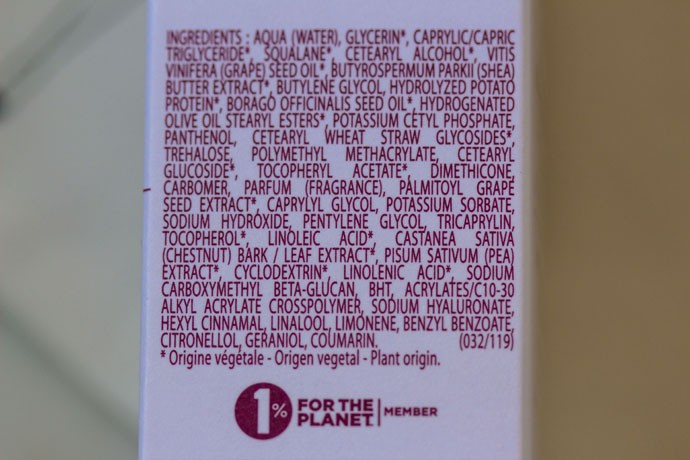 INGREDIENTS : AQUA (WATER), GLYCERIN*, CAPRYLIC/CAPRIC
TRIGLYCERIDE*, SQUALANE*, CETEARYL ALCOHOL*, VITIS
VINIFERA (GRAPE) SEED OIL*, BUTYROSPERMUM PARKII (SHEA)
BUTTER EXTRACT*, BUTYLENE GLYCOL, HYDROLYZED POTATO
PROTEIN*, BORAGO OFFICINALIS SEED OIL*, HYDROGENATED
OLIVE OIL STEARYL ESTERS*, POTASSIUM CETYL PHOSPHATE,
PANTHENOL, CETEARYL WHEAT STRAW GLYCOSIDES*,
TREHALOSE, POLYMETHYL METHACRYLATE, CETEARYL
GLUCOSIDE*, TOCOPHERYL ACETATE*, DIMETHICONE,
CARBOMER, PARFUM (FRAGRANCE), PALMITOYL GRAPE
SEED EXTRACT*, CAPRYLYL GLYCOL, POTASSIUM SORBATE,
SODIUM HYDROXIDE, PENTYLENE GLYCOL, TRICAPRYLIN,
TOCOPHEROL*, LINOLEIC ACID*, CASTANEA SATIVA
(CHESTNUT) BARK / LEAF EXTRACT*, PISUM SATIVUM (PEA)
EXTRACT*, CYCLODEXTRIN*, LINOLENIC ACID*, SODIUM
CARBOXYMETHYL BETA-GLUCAN, BHT, ACRYLATES/C10-30
ALKYL ACRYLATE CROSSPOLYMER, SODIUM HYALURONATE,
HEXYL CINNAMAL, LINALOOL, LIMONENE, BENZYL BENZOATE,
CITRONELLOL, GERANIOL, COUMARIN. (032/119)
* Origine végétale - Origen vegetal - Plant origin.
1% FOR THE
PLANET. MEMBER